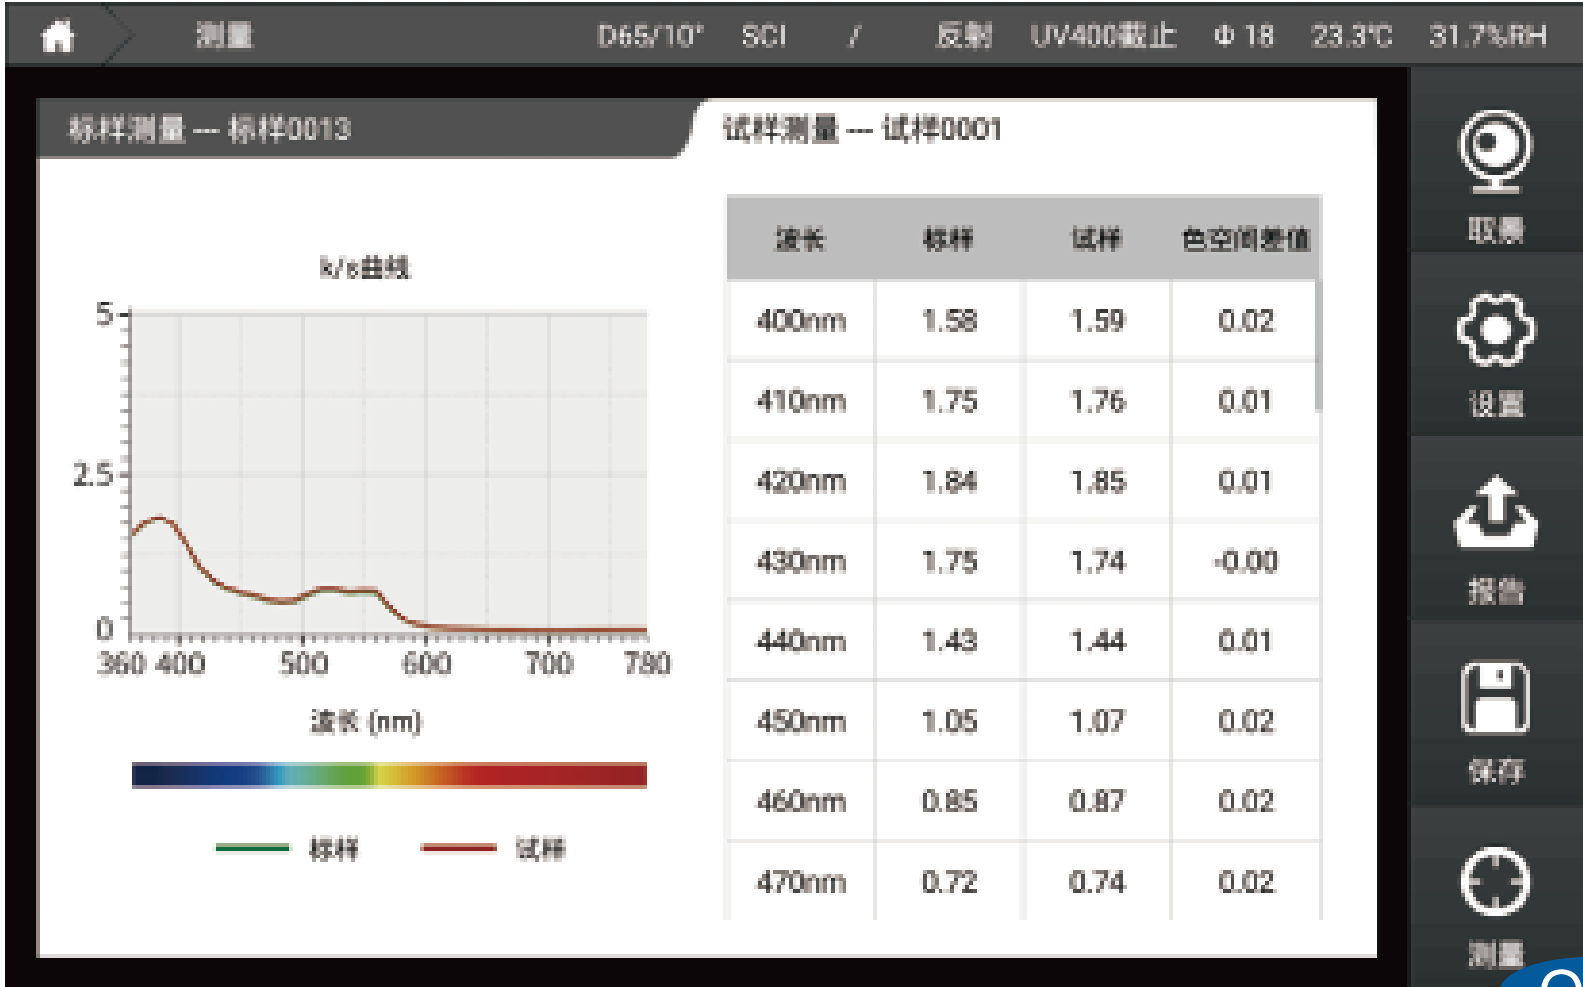 测量 D65/10° SCI / 反射 UV400截止 Φ 18 23.3℃ 31.7%RH
标样测量 --- 标样0013
试样测量 --- 试样0001
k/s曲线
5
2.5
0
360 400 500 600 700 780
波长 (nm)
标样 试样
波长 标样 试样 色空间差值
400nm 1.58 1.59 0.02
410nm 1.75 1.76 0.01
420nm 1.84 1.85 0.01
430nm 1.75 1.74 -0.00
440nm 1.43 1.44 0.01
450nm 1.05 1.07 0.02
460nm 0.85 0.87 0.02
470nm 0.72 0.74 0.02
取景
设置
报告
保存
测量